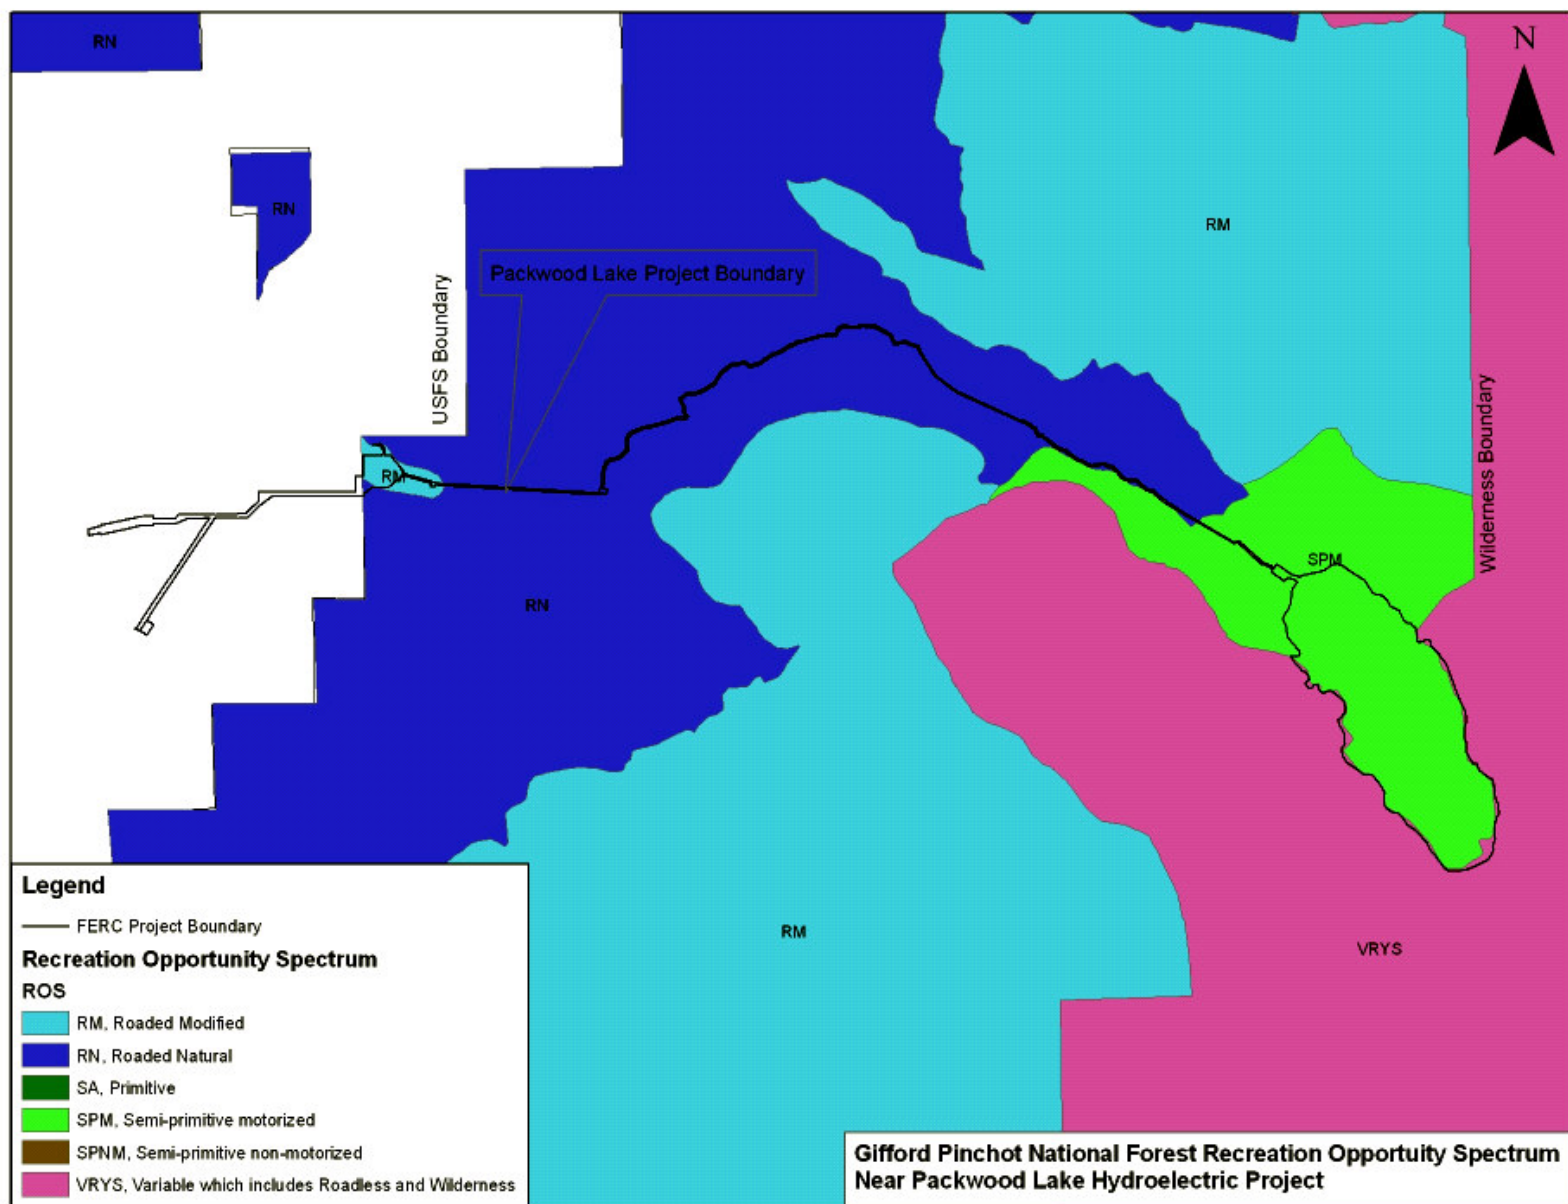 RN
N
RN
RM
Packwood Lake Project Boundary
USFS Boundary
Wilderness Boundary
RM
SPM
RN
RM
VRYS
Legend
FERC Project Boundary
Recreation Opportunity Spectrum
ROS
RM, Roaded Modified
RN, Roaded Natural
SA, Primitive
SPM, Semi-primitive motorized
SPNM, Semi-primitive non-motorized
VRYS, Variable which includes Roadless and Wilderness
Gifford Pinchot National Forest Recreation Opportuity Spectrum
Near Packwood Lake Hydroelectric Project